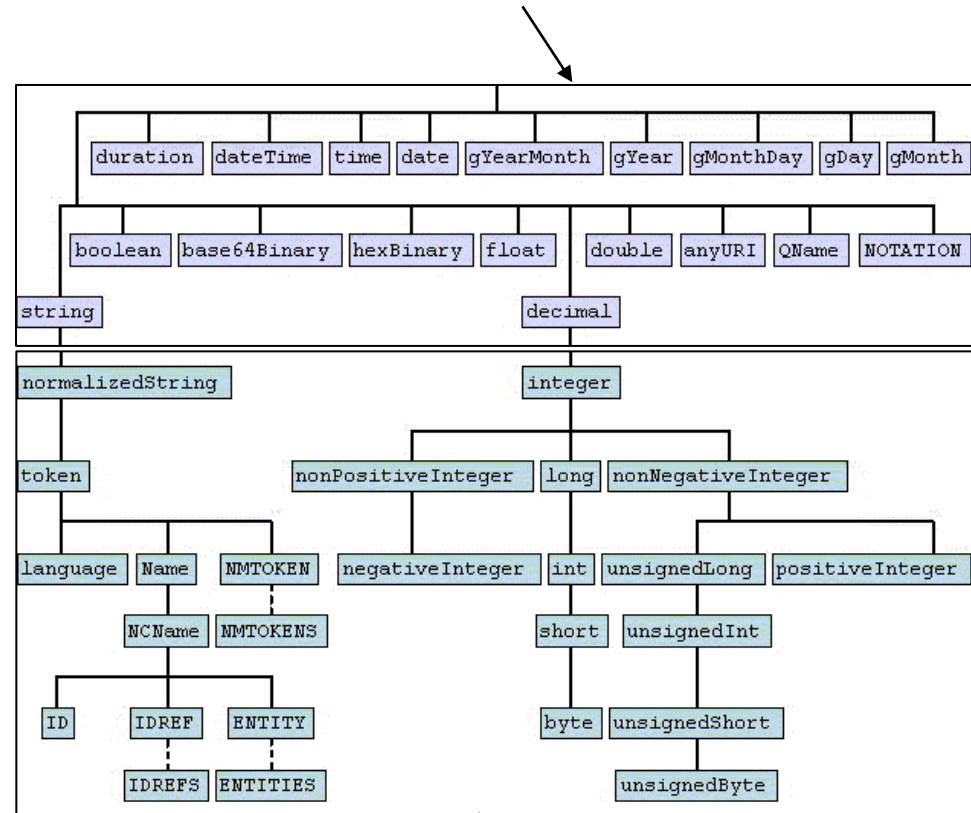 duration dateTime time date gYearMonth gYear gMonthDay gDay gMonth
boolean base64Binary hexBinary float double anyURI QName NOTATION
string decimal
normalizedString integer
token nonPositiveInteger long nonNegativeInteger
language Name NMTOKEN negativeInteger int unsignedLong positiveInteger
NCName NMTOKENS short unsignedInt
ID IDREF ENTITY byte unsignedShort
IDREFS ENTITIES unsignedByte